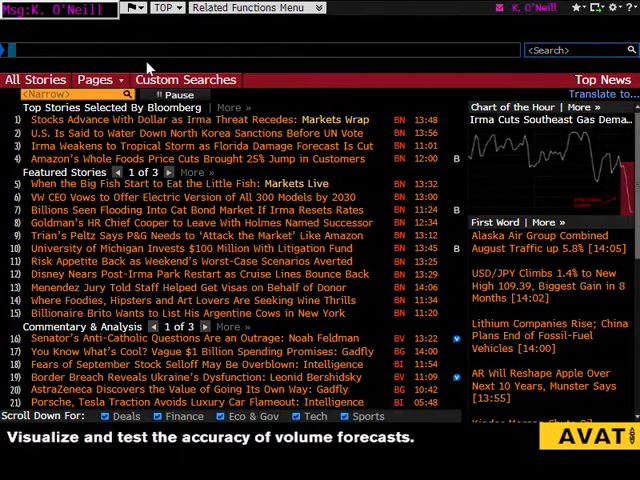 Msg:K. O'Neill
TOP
Related Functions Menu
K. O'Neill
<Search>
All Stories
Pages
Custom Searches
Top News
<Narrow>
Pause
Translate to...
Top Stories Selected By Bloomberg | More »
1) Stocks Advance With Dollar as Irma Threat Recedes: Markets Wrap BN 13:48
2) U.S. Is Said to Water Down North Korea Sanctions Before UN Vote BN 13:56
3) Irma Weakens to Tropical Storm as Florida Damage Forecast Is Cut BN 11:01
4) Amazon's Whole Foods Price Cuts Brought 25% Jump in Customers BN 12:00
Featured Stories 1 of 3 More »
5) When the Big Fish Start to Eat the Little Fish: Markets Live BN 13:32
6) VW CEO Vows to Offer Electric Version of All 300 Models by 2030 BN 13:00
7) Billions Seen Flooding Into Cat Bond Market If Irma Resets Rates BN 11:24
8) Goldman's HR Chief Cooper to Leave With Holmes Named Successor BN 12:34
9) Trian's Peltz Says P&G Needs to 'Attack the Market' Like Amazon BN 13:14
10) University of Michigan Invests $100 Million With Litigation Fund BN 13:45
11) Risk Appetite Back as Weekend's Worst-Case Scenarios Averted BN 13:25
12) Disney Nears Post-Irma Park Restart as Cruise Lines Bounce Back BN 13:29
13) Menendez Jury Told Staffed Helped Get Visas on Behalf of Donor BN 14:06
14) Where Foodies, Hipsters and Art Lovers Are Seeking Wine Thrills BN 11:34
15) Billionaire Brito Wants to List His Argentine Cows in New York BN 11:20
Commentary & Analysis 1 of 3 More »
16) Senator's Anti-Catholic Questions Are an Outrage: Noah Feldman BV 13:22
17) You Know What's Cool? Vague $1 Billion Spending Promises: Gadfly BG 14:00
18) Fears of September Stock Selloff May Be Overblown: Intelligence BI 11:54
19) Border Breach Reveals Ukraine's Dysfunction: Leonid Bershidsky BV 11:09
20) AstraZeneca Discovers the Value of Going Its Own Way: Gadfly BG 10:42
21) Porsche, Tesla Traction Avoids Luxury Car Flameout: Intelligence BI 05:48
Scroll Down For: Deals Finance Eco & Gov Tech Sports
Chart of the Hour | More »
Irma Cuts Southeast Gas Dema...
B
B
B
First Word | More »
Alaska Air Group Combined
August Traffic up 5.8% [14:05]
USD/JPY Climbs 1.4% to New
High 109.39, Biggest Gain in 8
Months [14:02]
Lithium Companies Rise; China
Plans End of Fossil-Fuel
Vehicles [14:00]
AR Will Reshape Apple Over
Next 10 Years, Munster Says
[13:55]
Visualize and test the accuracy of volume forecasts.
AVAT